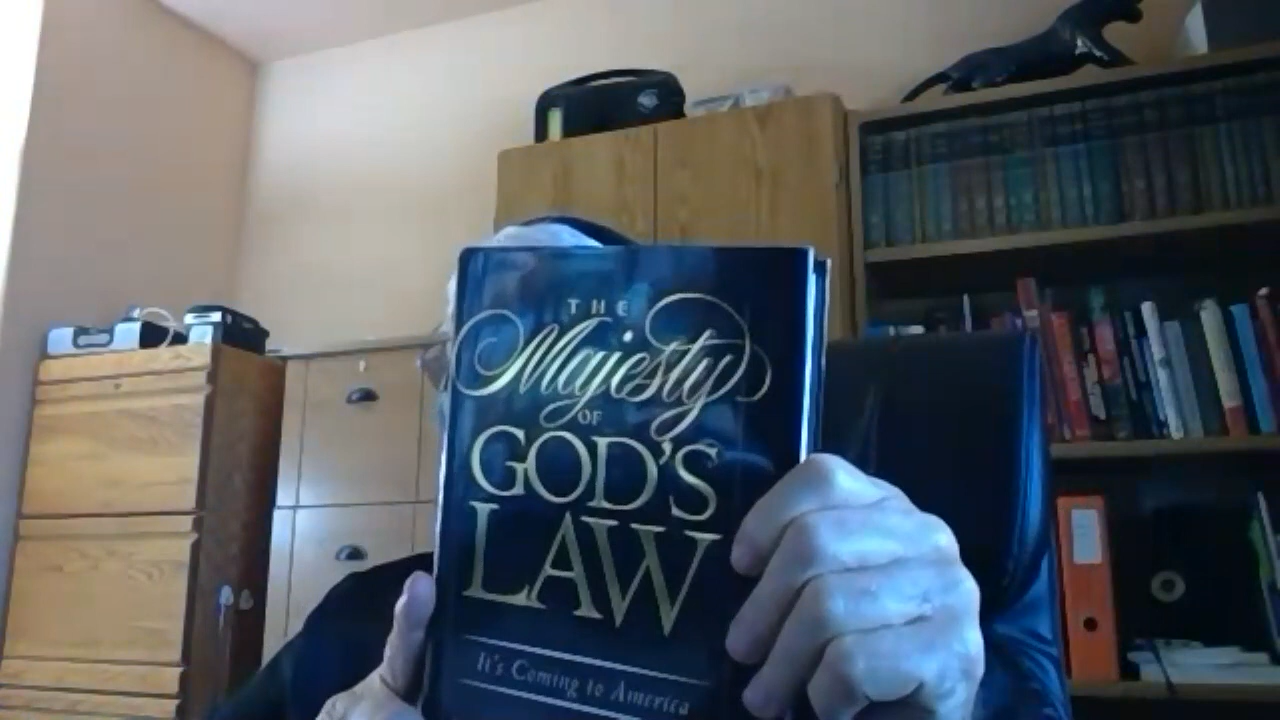 THE
Majesty
OF
GOD'S
LAW
It's Coming to America